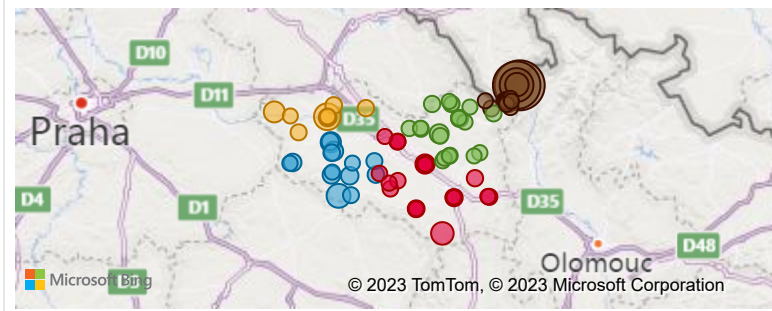 D10
D11
D35
Praha
D4
D1
D35
Olomouc
D48
Microsoft Bing
© 2023 TomTom, © 2023 Microsoft Corporation